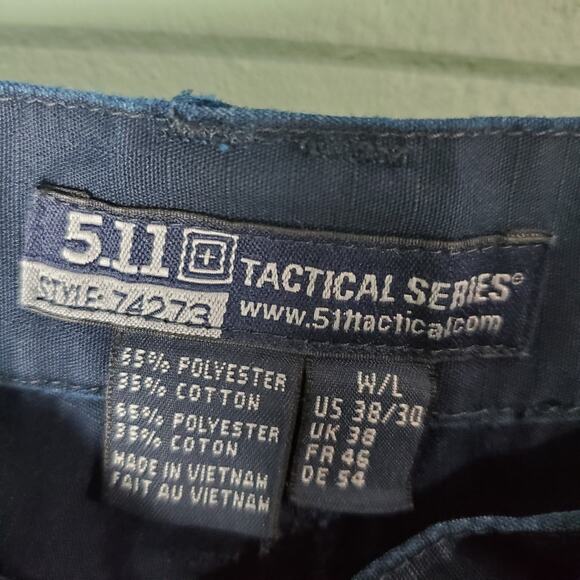 5.11 TACTICAL SERIES®
STYLE: 74273 www.511tactical.com
65% POLYESTER
35% COTTON
65% POLYESTER
35% COTON
MADE IN VIETNAM
FAIT AU VIETNAM
W/L
US 38/30
UK 38
FR 46
DE 54